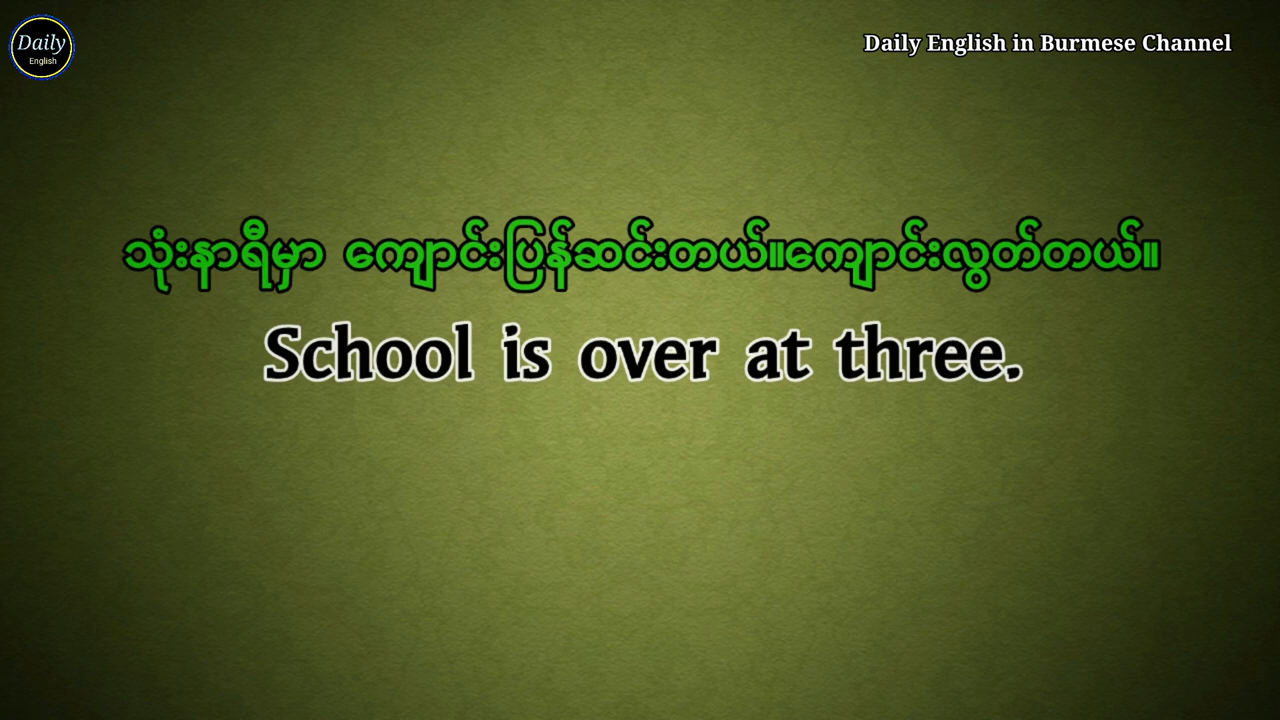 Daily
English
Daily English in Burmese Channel
သုံးနာရီမှာ ကျောင်းပြန်ဆင်းတယ်။ကျောင်းလွတ်တယ်။
School is over at three.